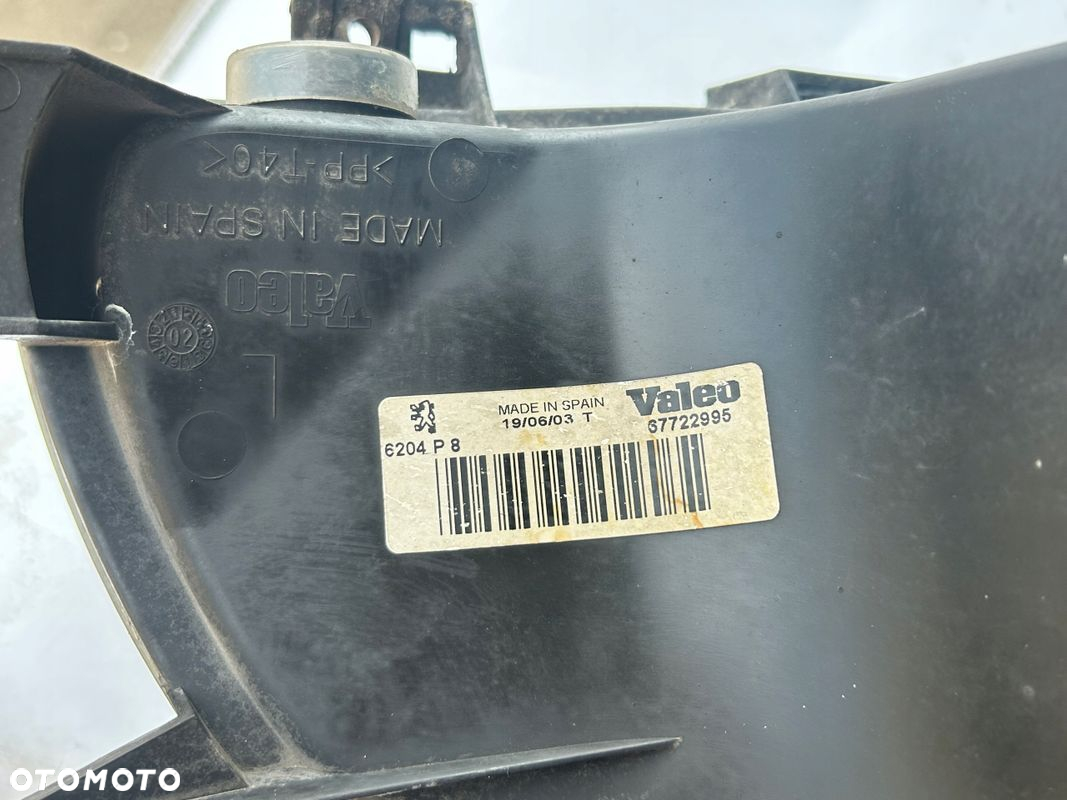 >PP-T40<
MADE IN SPAIN
Valeo
02
L
MADE IN SPAIN
Valeo
19/06/03 T
67722995
6204 P 8
OTOMOTO